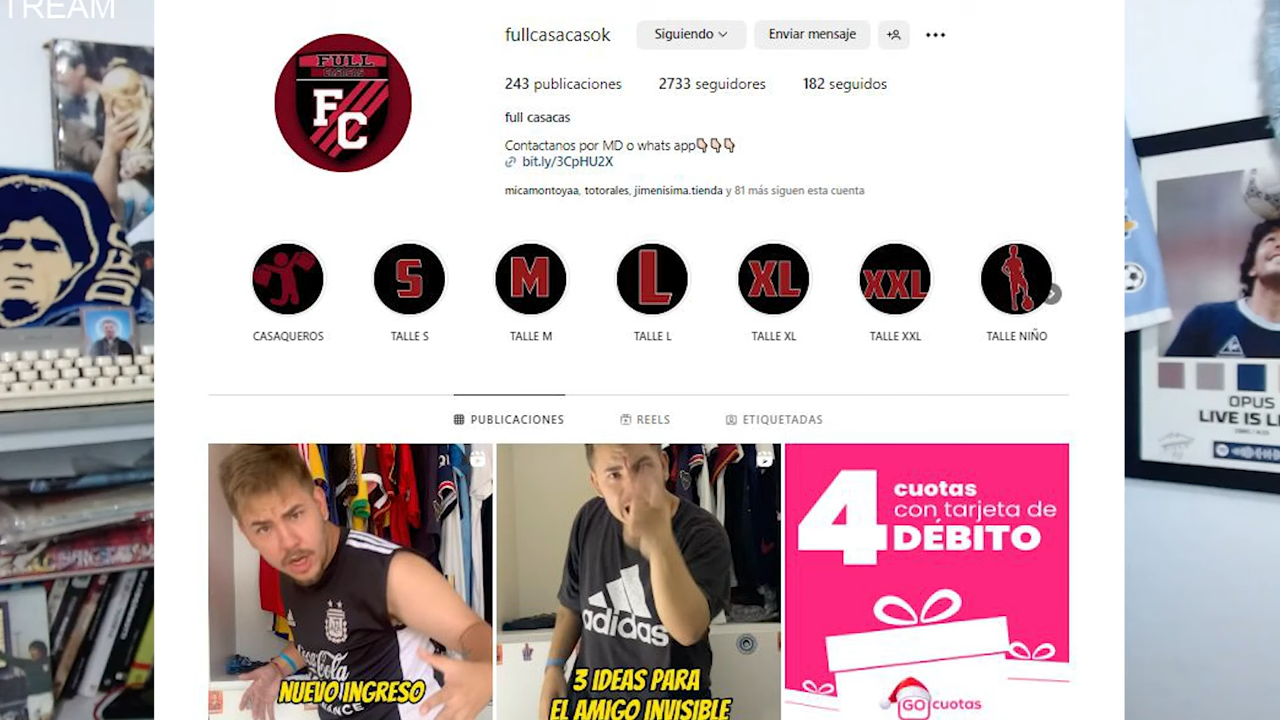 TREAM
fullcasacasok
Siguiendo
Enviar mensaje
243 publicaciones
2733 seguidores
182 seguidos
full casacas
Contactanos por MD o whats app
bit.ly/3CpHU2X
micamontoyaa, totorales, jimenisima.tienda y 81 más siguen esta cuenta
FULL
CASACAS
FC
S
M
L
XL
XXL
CASAQUEROS
TALLE S
TALLE M
TALLE L
TALLE XL
TALLE XXL
TALLE NIÑO
PUBLICACIONES
REELS
ETIQUETADAS
Coca-Cola
NUEVO INGRESO
adidas
3 IDEAS PARA
EL AMIGO INVISIBLE
4 cuotas
con tarjeta de
DÉBITO
GO cuotas
OPUS
LIVE IS LI